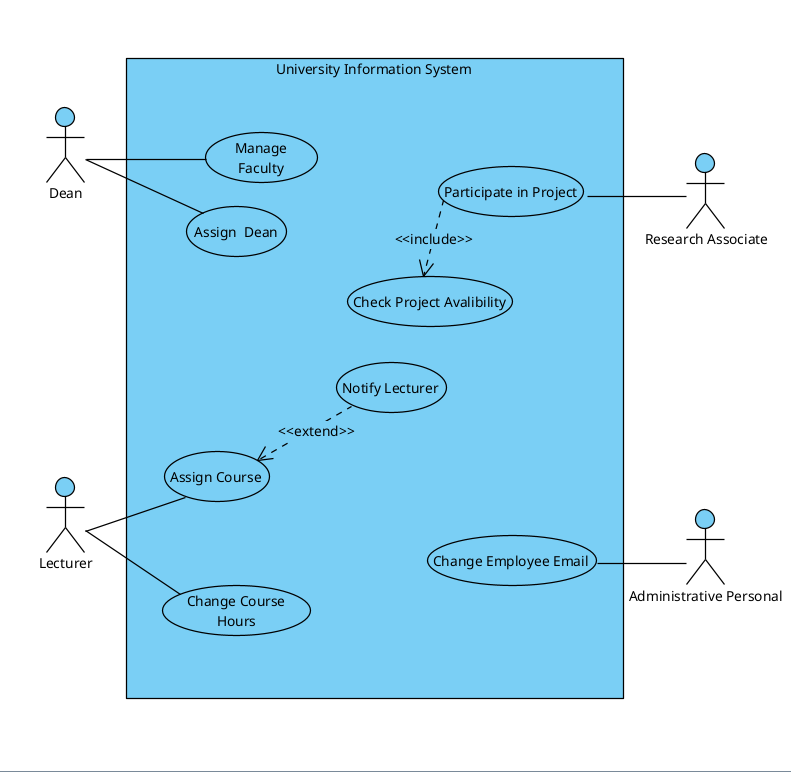 University Information System
Manage
Faculty
Dean
Participate in Project
Assign  Dean
<<include>>
Research Associate
Check Project Avalibility
Notify Lecturer
<<extend>>
Assign Course
Lecturer
Change Employee Email
Administrative Personal
Change Course
Hours